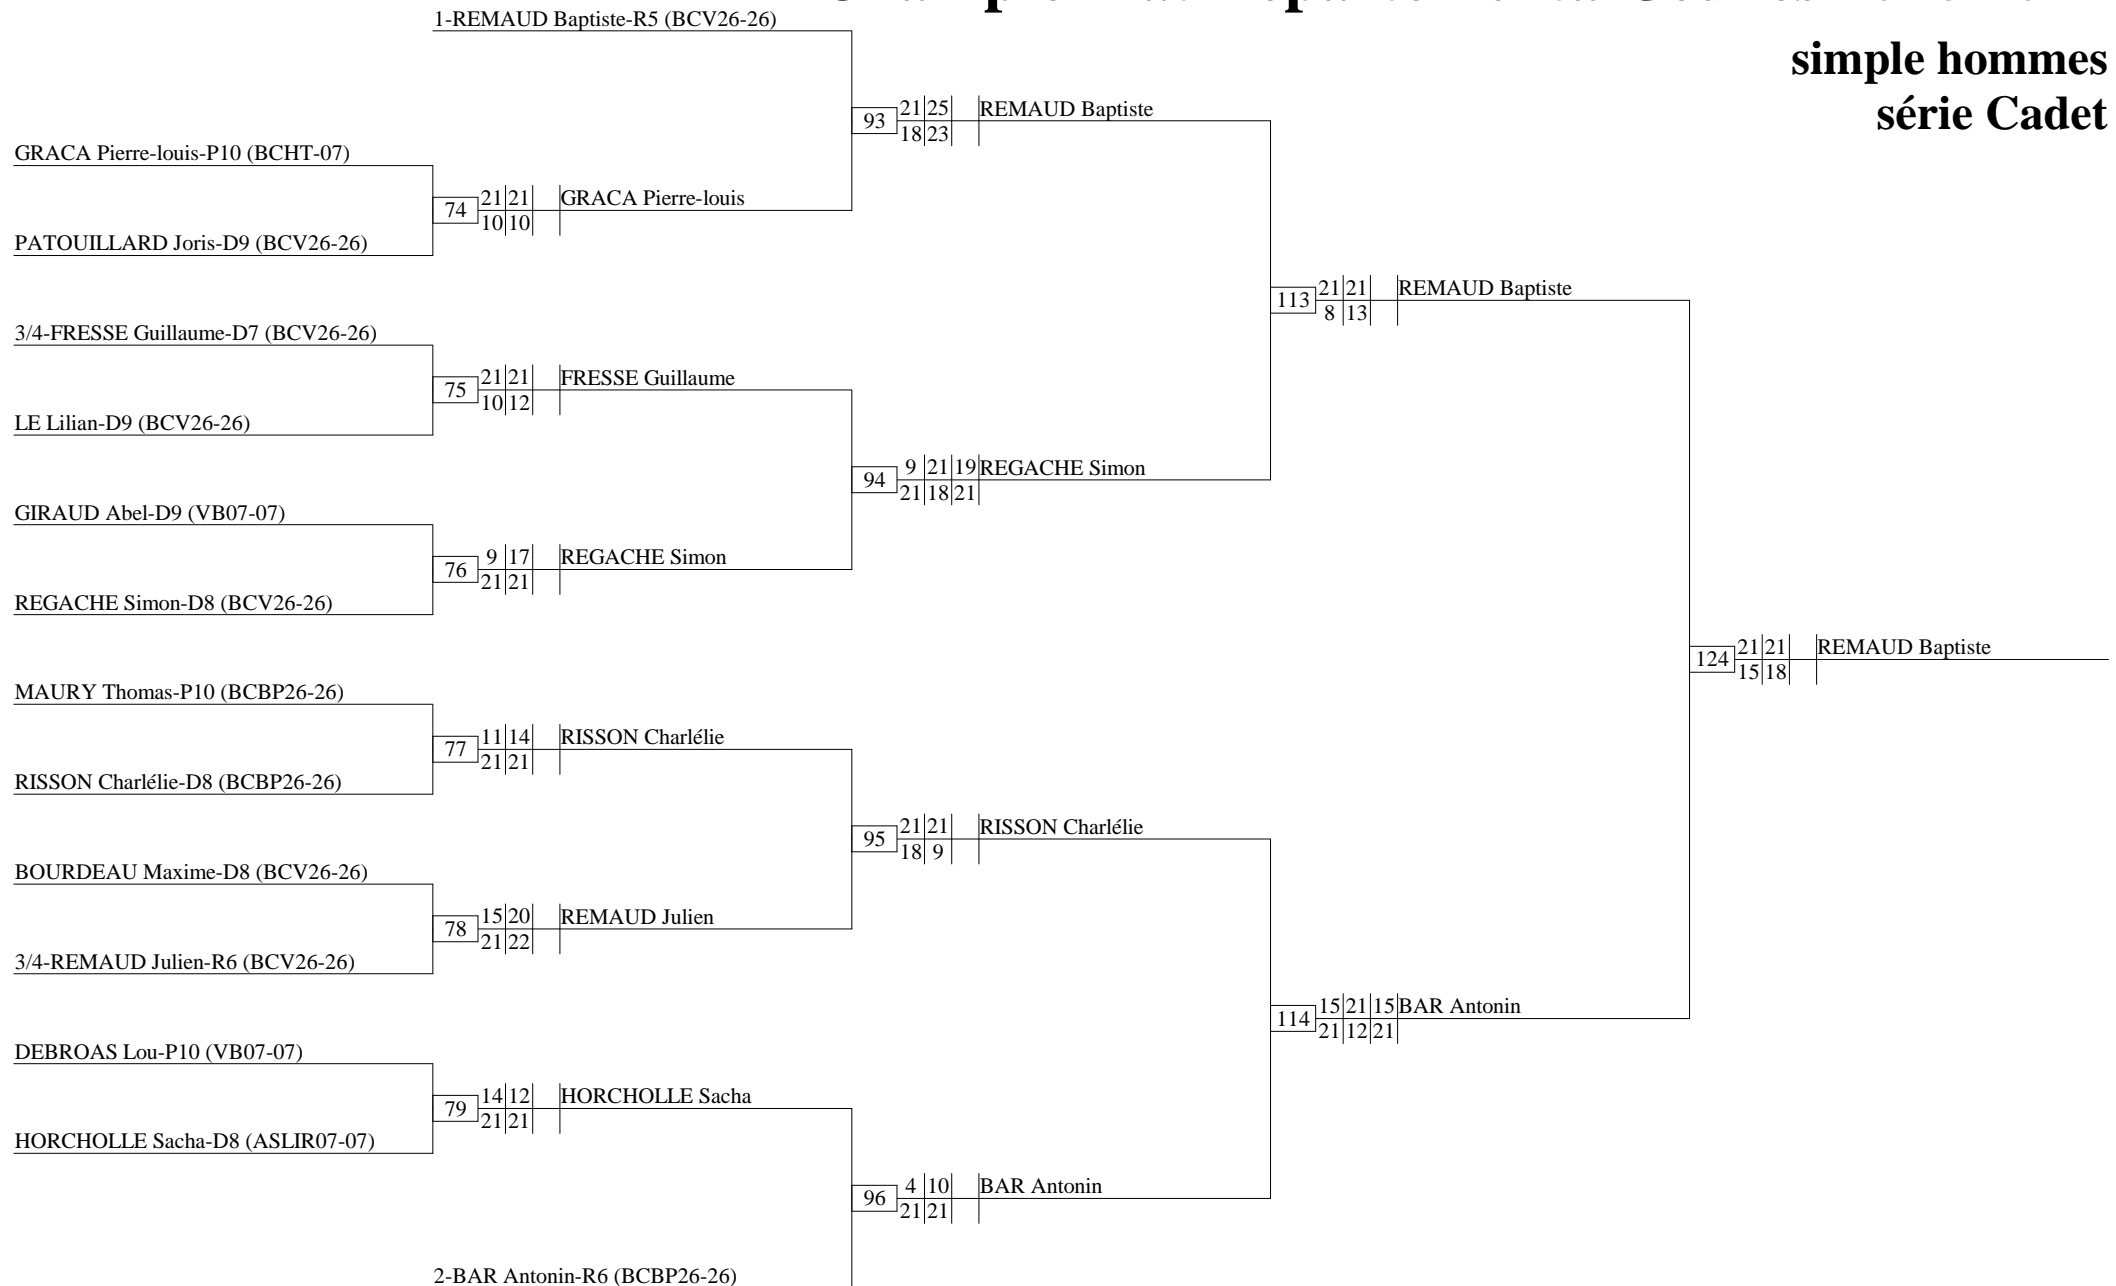 1-REMAUD Baptiste-R5 (BCV26-26)
simple hommes
série Cadet
93
21 25
18 23
REMAUD Baptiste
GRACA Pierre-louis-P10 (BCHT-07)
74
21 21
10 10
GRACA Pierre-louis
PATOUILLARD Joris-D9 (BCV26-26)
113
21 21
8 13
REMAUD Baptiste
3/4-FRESSE Guillaume-D7 (BCV26-26)
75
21 21
10 12
FRESSE Guillaume
LE Lilian-D9 (BCV26-26)
94
9 21 19
21 18 21
REGACHE Simon
GIRAUD Abel-D9 (VB07-07)
76
9 17
21 21
REGACHE Simon
REGACHE Simon-D8 (BCV26-26)
124
21 21
15 18
REMAUD Baptiste
MAURY Thomas-P10 (BCBP26-26)
77
11 14
21 21
RISSON Charlélie
RISSON Charlélie-D8 (BCBP26-26)
95
21 21
18 9
RISSON Charlélie
BOURDEAU Maxime-D8 (BCV26-26)
78
15 20
21 22
REMAUD Julien
3/4-REMAUD Julien-R6 (BCV26-26)
114
15 21 15
21 12 21
BAR Antonin
DEBROAS Lou-P10 (VB07-07)
79
14 12
21 21
HORCHOLLE Sacha
HORCHOLLE Sacha-D8 (ASLIR07-07)
96
4 10
21 21
BAR Antonin
2-BAR Antonin-R6 (BCBP26-26)